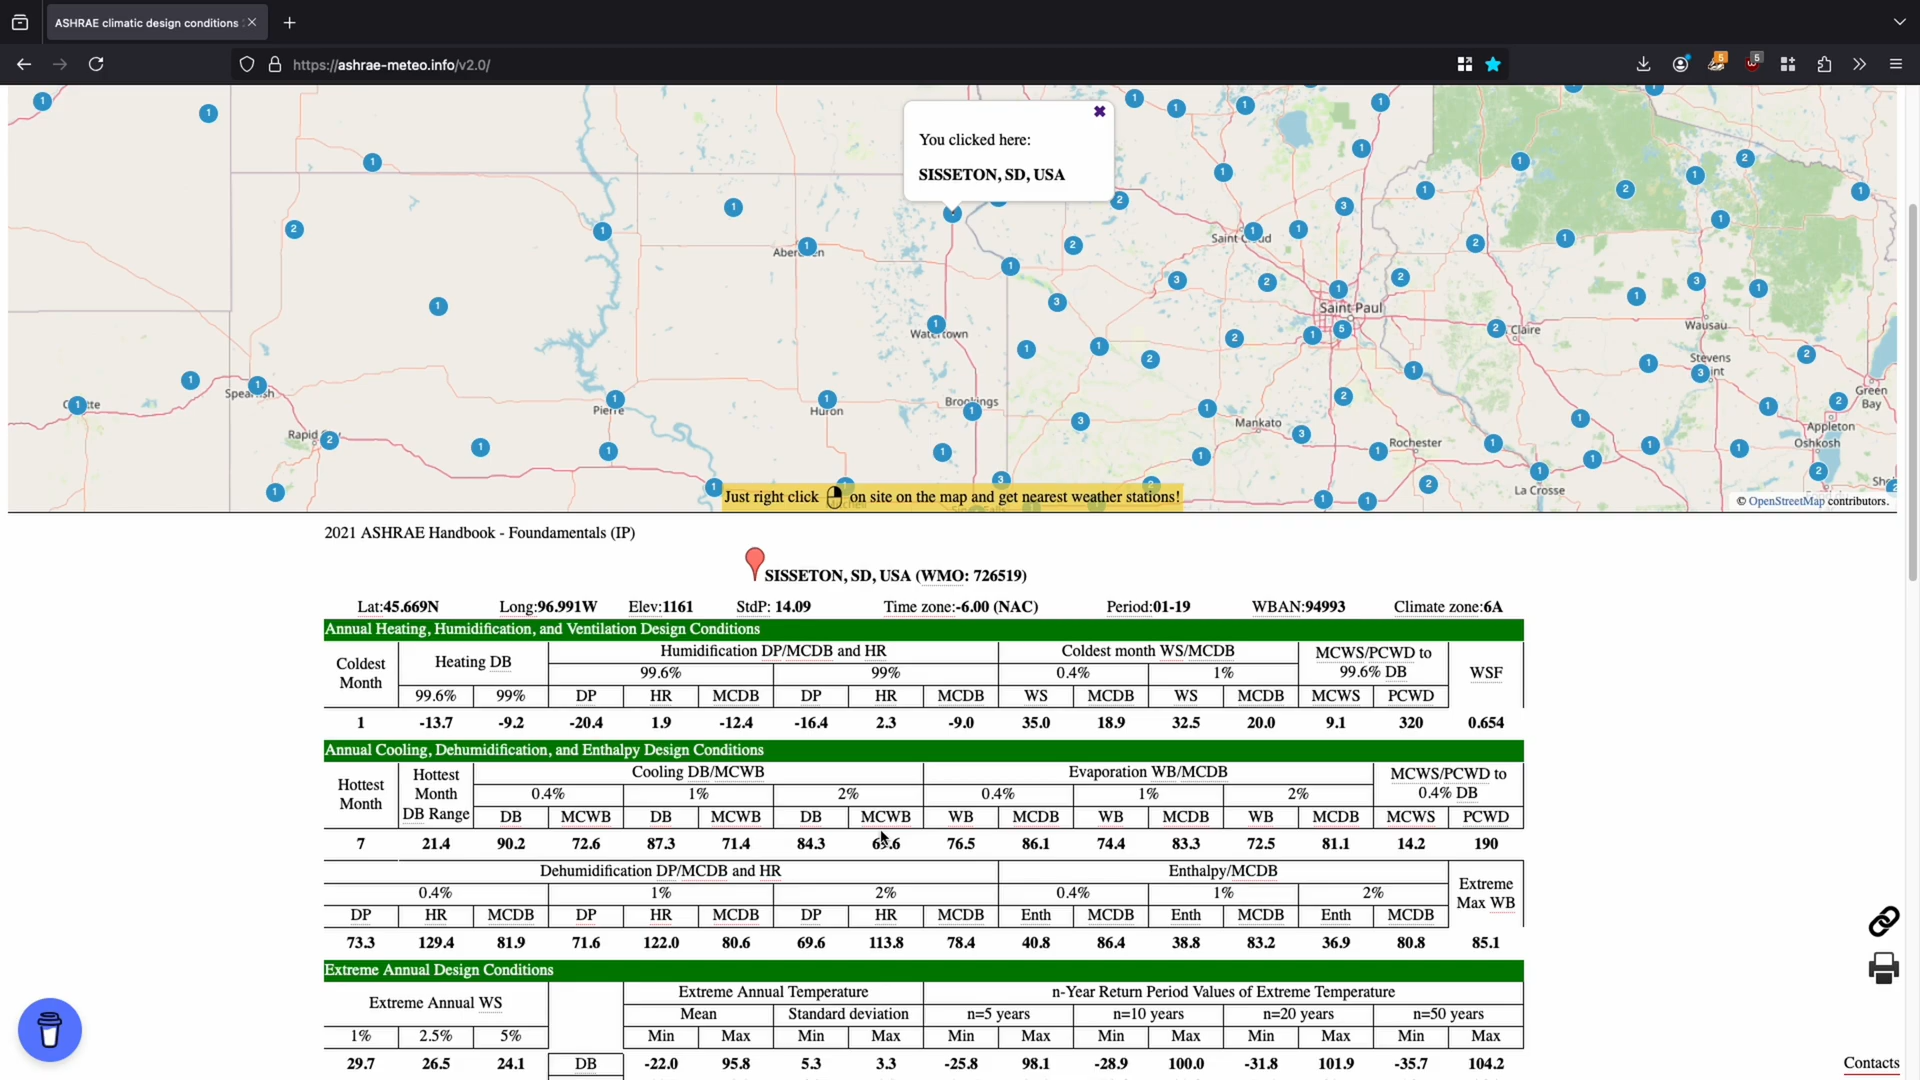 ASHRAE climatic design conditions
https://ashrae-meteo.info/v2.0/
5
5
You clicked here:
SISSETON, SD, USA
Saint Cloud
Aberdeen
Saint Paul
Watertown
Claire
Wausau
Stevens
Spearfish
Pierre
Huron
Brookings
Green
Bay
Rapid
Mankato
Rochester
Appleton
Oshkosh
La Crosse
Just right click on site on the map and get nearest weather stations!
© OpenStreetMap contributors.
2021 ASHRAE Handbook - Foundamentals (IP)
SISSETON, SD, USA (WMO: 726519)
Lat:45.669N Long:96.991W Elev:1161 StdP: 14.09 Time zone:-6.00 (NAC) Period:01-19 WBAN:94993 Climate zone:6A
Annual Heating, Humidification, and Ventilation Design Conditions
Coldest Month Heating DB Humidification DP/MCDB and HR Coldest month WS/MCDB MCWS/PCWD to 99.6% DB WSF
99.6% 99% 0.4% 1%
99.6% 99% DP HR MCDB DP HR MCDB WS MCDB WS MCDB MCWS PCWD
1 -13.7 -9.2 -20.4 1.9 -12.4 -16.4 2.3 -9.0 35.0 18.9 32.5 20.0 9.1 320 0.654
Annual Cooling, Dehumidification, and Enthalpy Design Conditions
Hottest Month Hottest Month DB Range Cooling DB/MCWB Evaporation WB/MCDB MCWS/PCWD to 0.4% DB
0.4% 1% 2% 0.4% 1% 2%
DB MCWB DB MCWB DB MCWB WB MCDB WB MCDB WB MCDB MCWS PCWD
7 21.4 90.2 72.6 87.3 71.4 84.3 76.5 86.1 74.4 83.3 72.5 81.1 14.2 190
Dehumidification DP/MCDB and HR Enthalpy/MCDB Extreme Max WB
0.4% 1% 2% 0.4% 1% 2%
DP HR MCDB DP HR MCDB DP HR MCDB Enth MCDB Enth MCDB Enth MCDB
73.3 129.4 81.9 71.6 122.0 80.6 69.6 113.8 78.4 40.8 86.4 38.8 83.2 36.9 80.8 85.1
Extreme Annual Design Conditions
Extreme Annual WS Extreme Annual Temperature n-Year Return Period Values of Extreme Temperature
Mean Standard deviation n=5 years n=10 years n=20 years n=50 years
1% 2.5% 5% Min Max Min Max Min Max Min Max Min Max Min Max
29.7 26.5 24.1 DB -22.0 95.8 5.3 3.3 -25.8 98.1 -28.9 100.0 -31.8 101.9 -35.7 104.2
Contacts